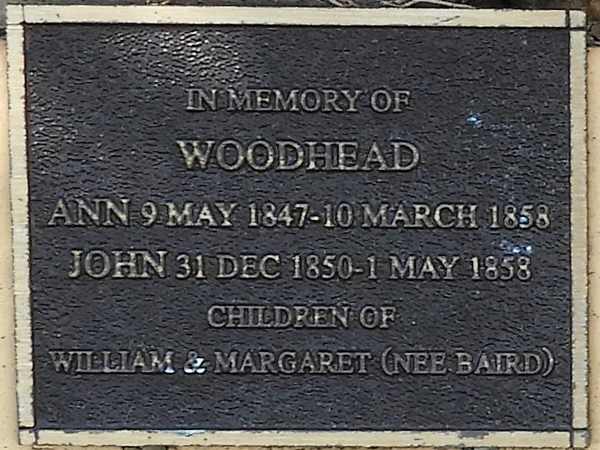 IN MEMORY OF
WOODHEAD
ANN 9 MAY 1847-10 MARCH 1858
JOHN 31 DEC 1850-1 MAY 1858
CHILDREN OF
WILLIAM & MARGARET (NEE BAIRD)